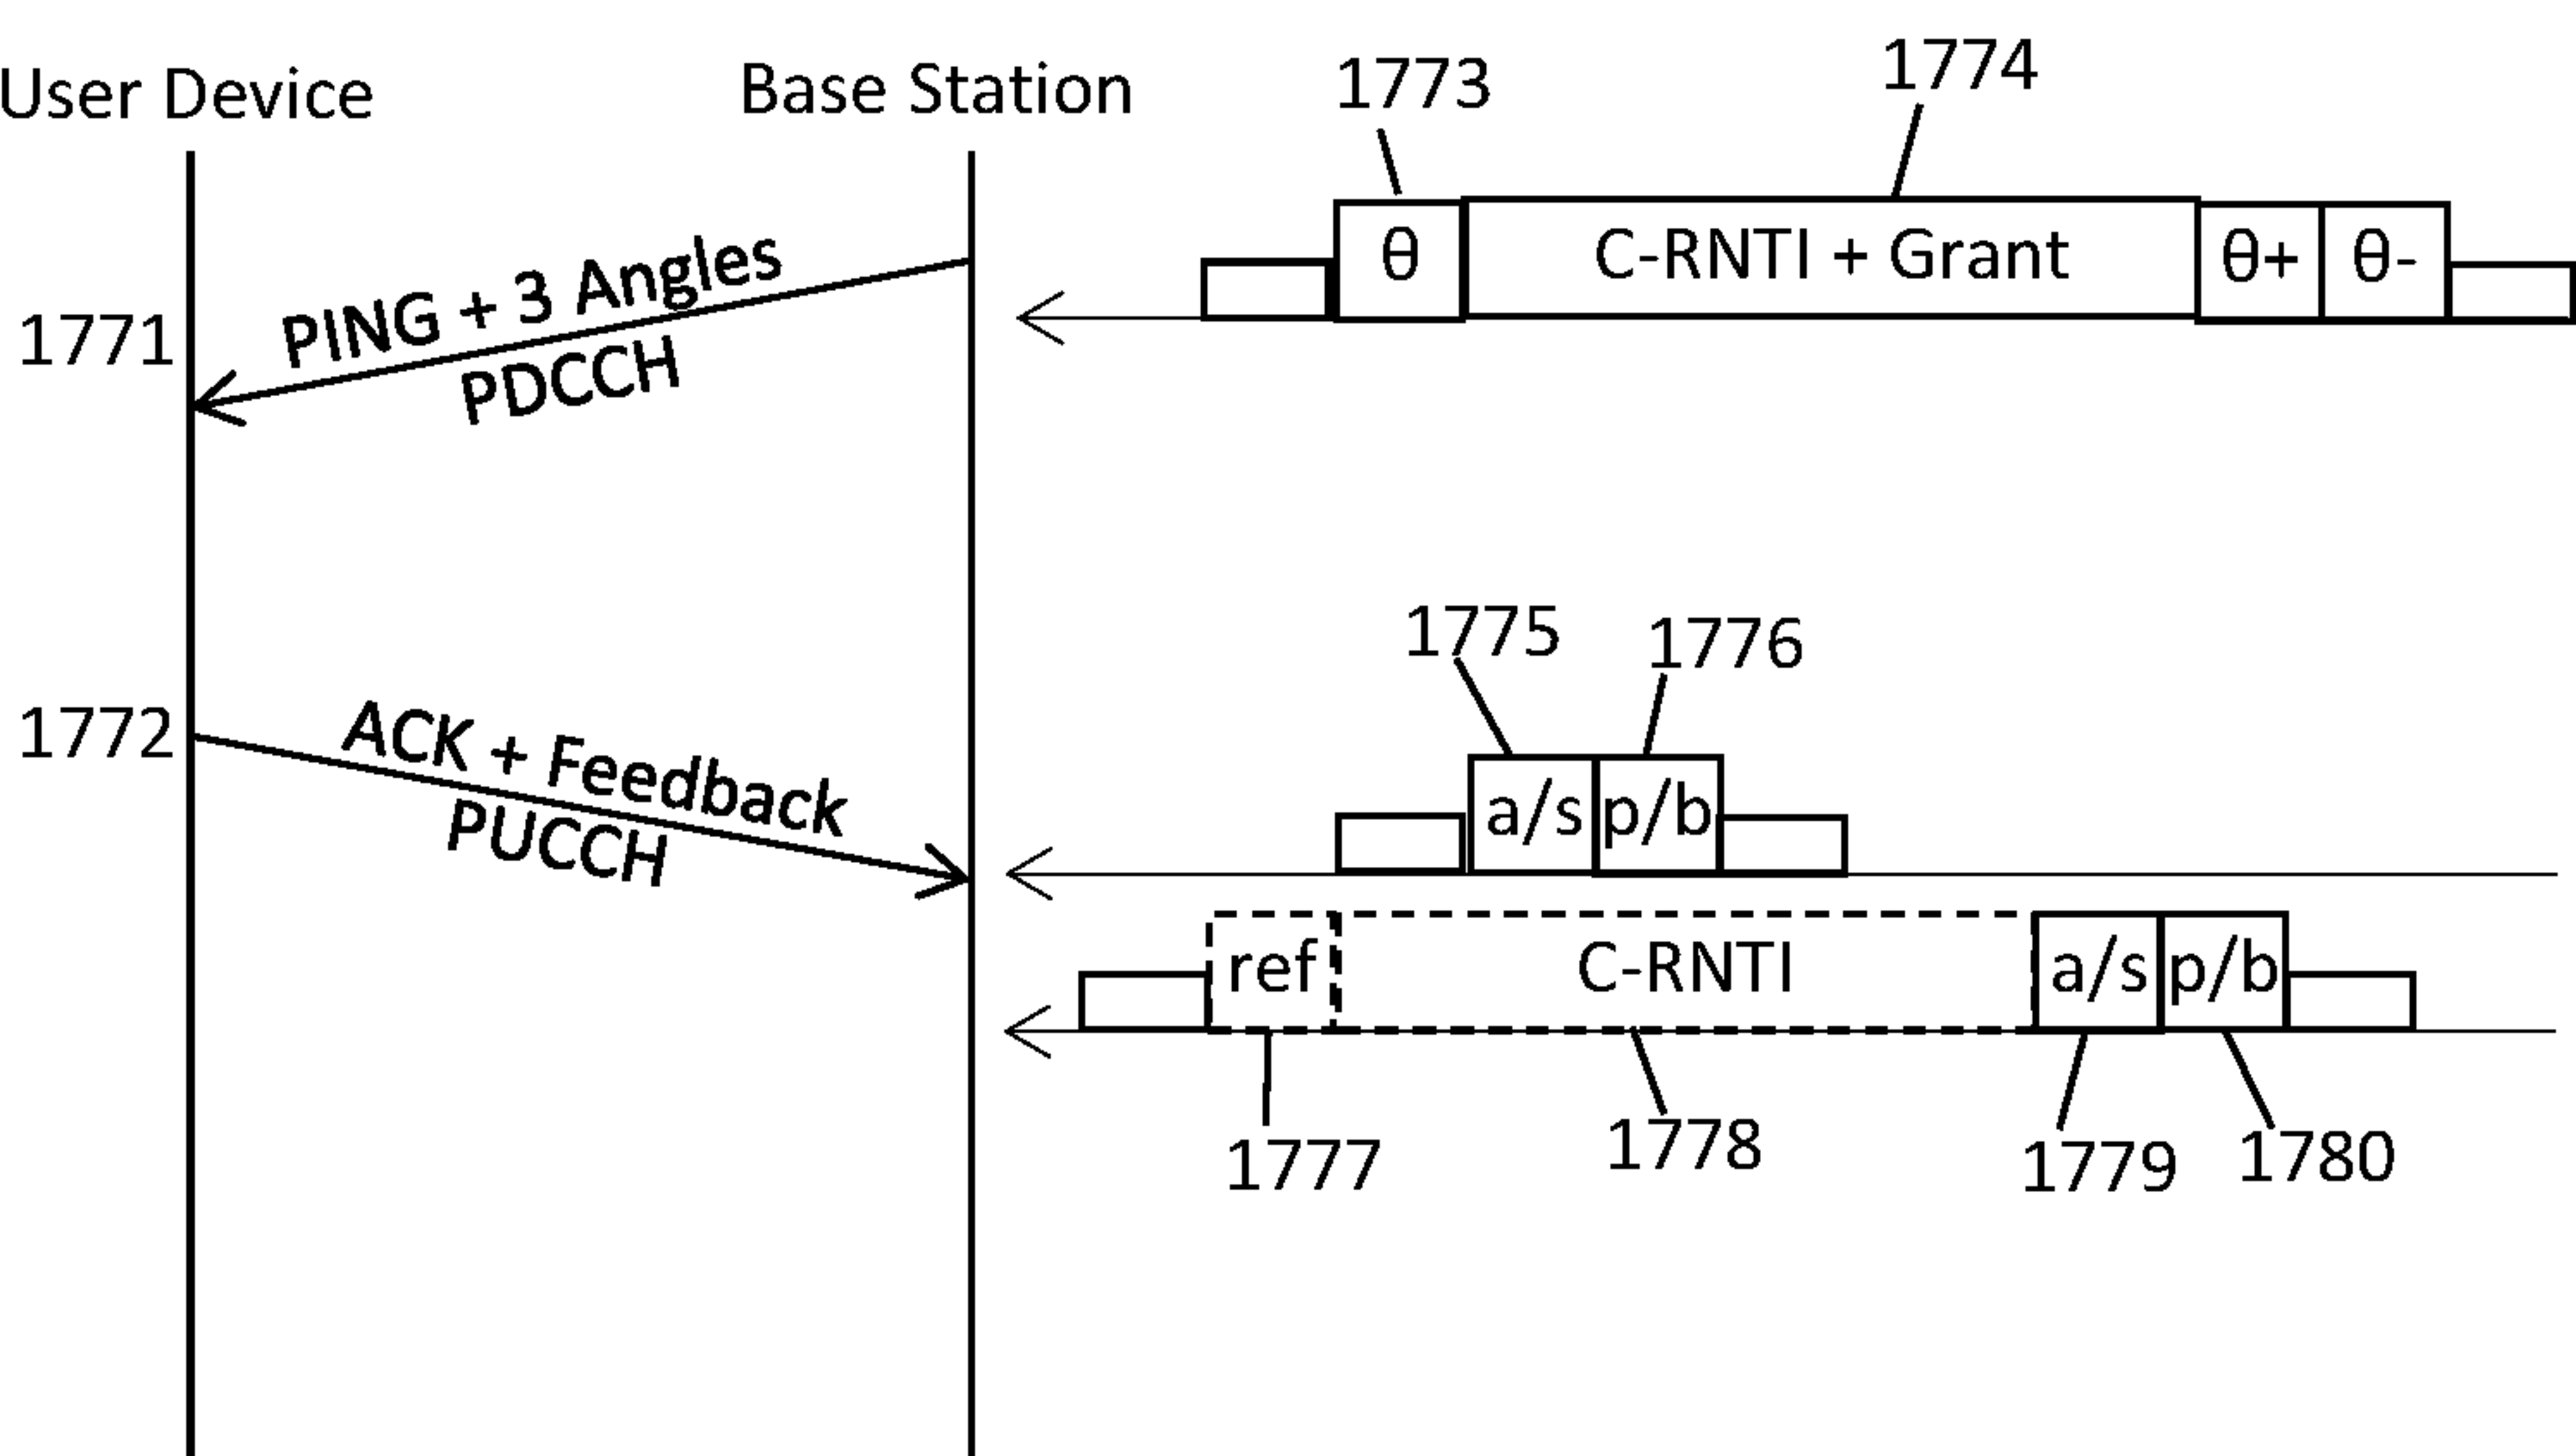 User Device
Base Station
1773
1774
θ
C-RNTI + Grant
θ+
θ-
PING + 3 Angles
PDCCH
1771
1775
1776
1772
ACK + Feedback
PUCCH
a/s
p/b
ref
C-RNTI
a/s
p/b
1777
1778
1779
1780